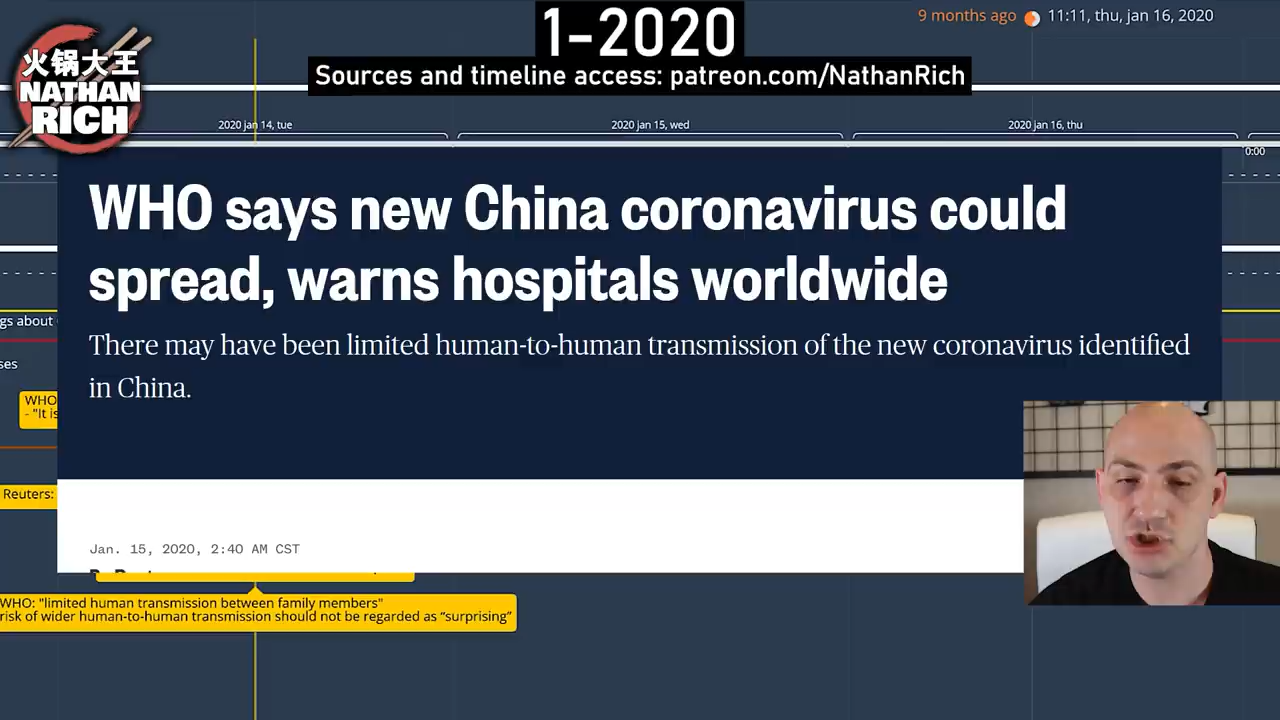 1-2020
Sources and timeline access: patreon.com/NathanRich
9 months ago 11:11, thu, jan 16, 2020
火锅大王
NATHAN
RICH
2020 jan 14, tue
2020 jan 15, wed
2020 jan 16, thu
0:00
WHO says new China coronavirus could
spread, warns hospitals worldwide
There may have been limited human-to-human transmission of the new coronavirus identified
in China.
gs about
ses
WHO
- "It is
Reuters:
Jan. 15, 2020, 2:40 AM CST
WHO: "limited human transmission between family members"
risk of wider human-to-human transmission should not be regarded as “surprising”